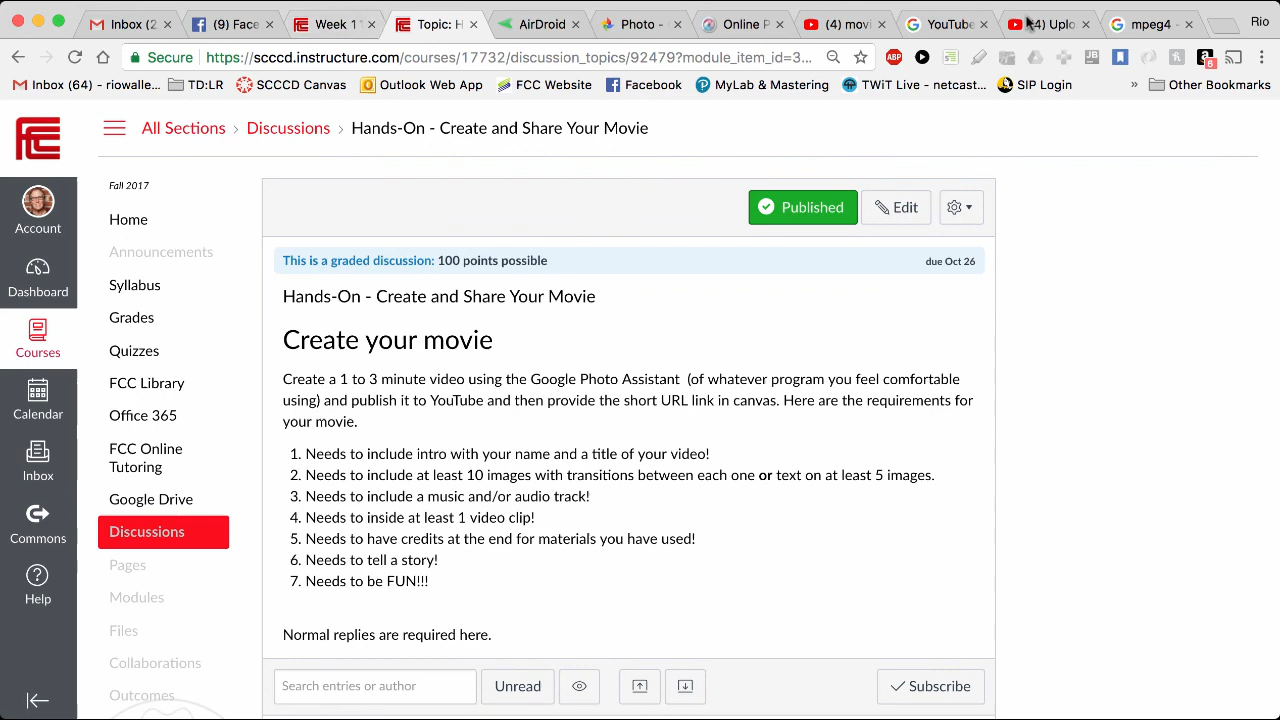 Inbox (2
(9) Face
Week 1
Topic: H
AirDroid
Photo -
Online P
(4) movi
YouTube
4) Uplo
mpeg4 -
Rio
Secure
https://scccd.instructure.com/courses/17732/discussion_topics/92479?module_item_id=3...
ABP
JB
6
Inbox (64) - riowalle...
TD:LR
SCCCD Canvas
Outlook Web App
FCC Website
Facebook
MyLab & Mastering
TWiT Live - netcast...
SIP Login
»
Other Bookmarks
All Sections › Discussions › Hands-On - Create and Share Your Movie
Account
Dashboard
Courses
Calendar
Inbox
Commons
Help
Fall 2017
Home
Announcements
Syllabus
Grades
Quizzes
FCC Library
Office 365
FCC Online
Tutoring
Google Drive
Discussions
Pages
Modules
Files
Collaborations
Outcomes
Published
Edit
This is a graded discussion: 100 points possible
due Oct 26
Hands-On - Create and Share Your Movie
Create your movie
Create a 1 to 3 minute video using the Google Photo Assistant (of whatever program you feel comfortable
using) and publish it to YouTube and then provide the short URL link in canvas. Here are the requirements for
your movie.
1. Needs to include intro with your name and a title of your video!
2. Needs to include at least 10 images with transitions between each one or text on at least 5 images.
3. Needs to include a music and/or audio track!
4. Needs to inside at least 1 video clip!
5. Needs to have credits at the end for materials you have used!
6. Needs to tell a story!
7. Needs to be FUN!!!
Normal replies are required here.
Search entries or author
Unread
Subscribe